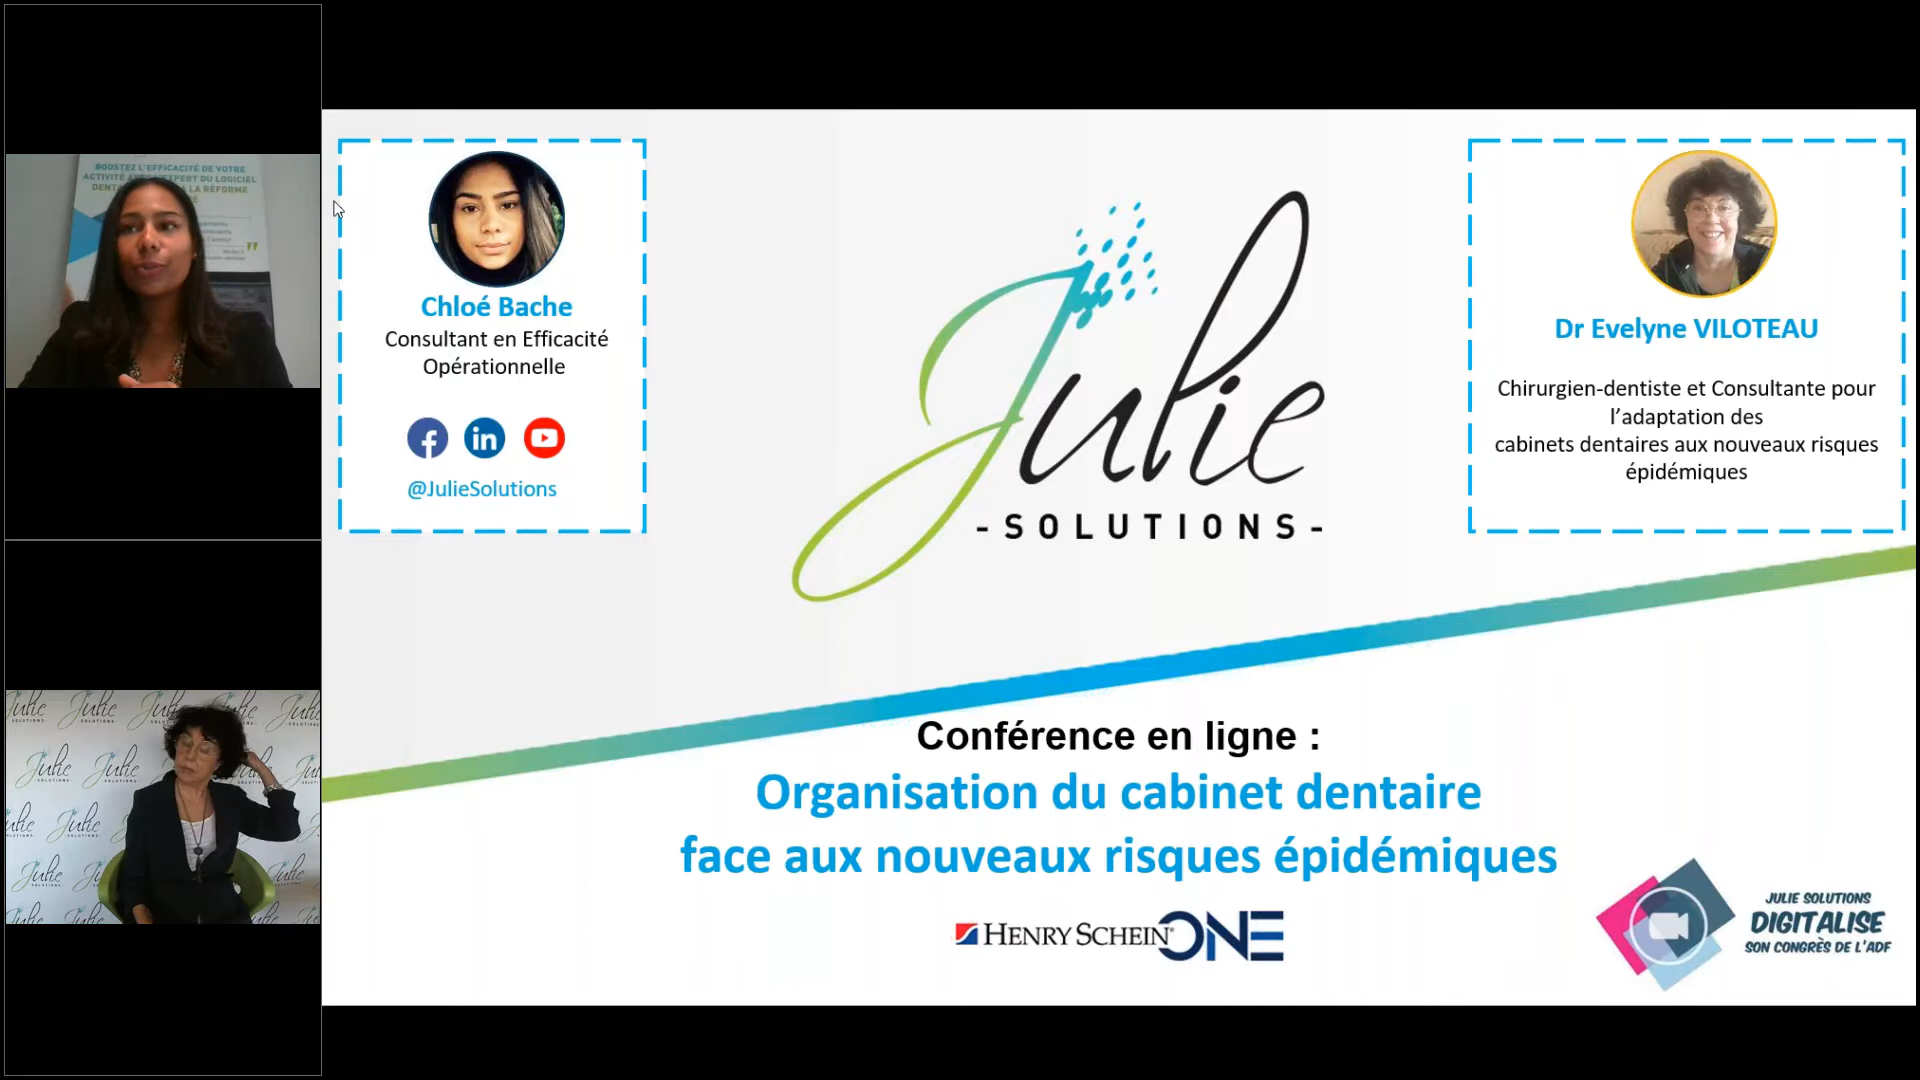 BOOSTEZ L'EFFICACITÉ DE VOTRE
Chloé Bache
Consultant en Efficacité
Opérationnelle
@JulieSolutions
Julie
-SOLUTIONS-
Dr Evelyne VILOTEAU
Chirurgien-dentiste et Consultante pour
l'adaptation des
cabinets dentaires aux nouveaux risques
épidémiques
Conférence en ligne :
Organisation du cabinet dentaire
face aux nouveaux risques épidémiques
HENRY SCHEIN® ONE
JULIE SOLUTIONS
DIGITALISE
SON CONGRÈS DE L'ADF